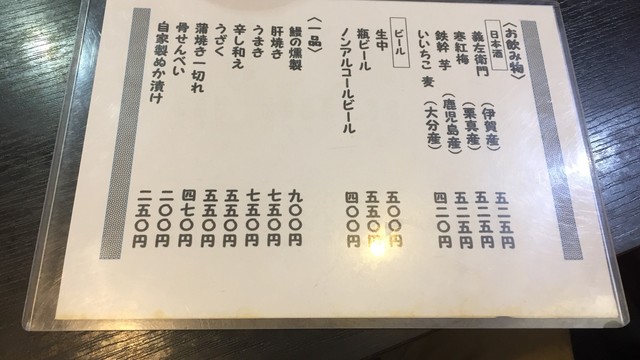 〈お飲み物〉
日本酒
義左衛門 (伊賀産) 五二五円
寒紅梅 (栗真産) 五二五円
鉄幹 芋 (鹿児島産) 五二五円
いいちこ 麦 (大分産) 四二〇円
ビール
生中 五〇〇円
瓶ビール 五五〇円
ノンアルコールビール 四〇〇円
〈一品〉
鰻の燻製 九〇〇円
肝焼き 七五〇円
うまき 七五〇円
辛し和え 五五〇円
うざく 五五〇円
蒲焼き一切れ 四七〇円
骨せんべい 二〇〇円
自家製ぬか漬け 二五〇円